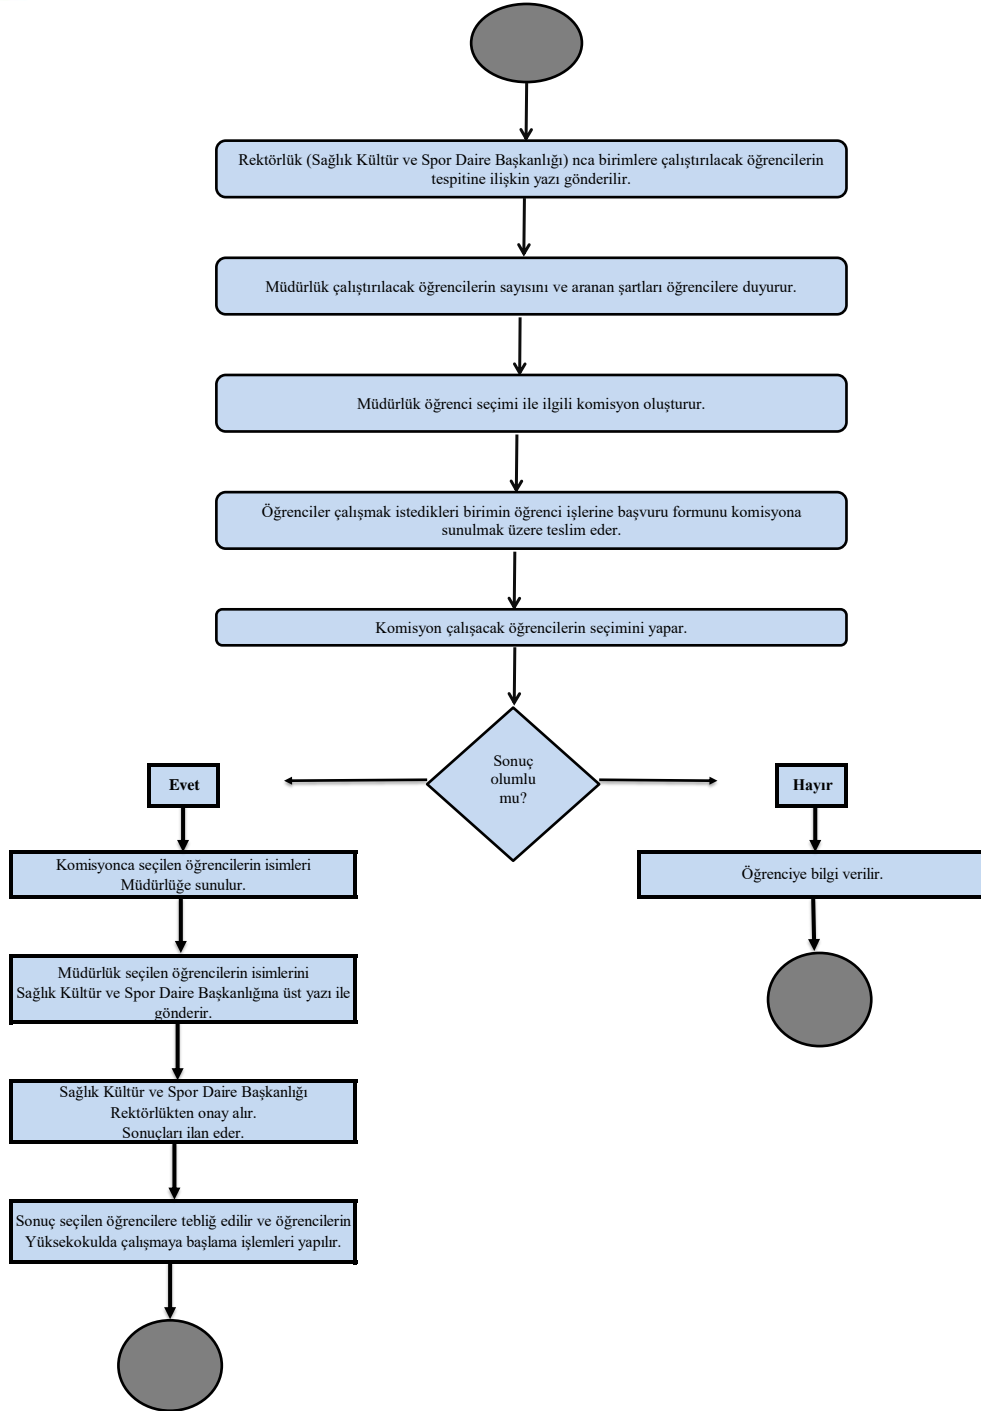 Rektörlük (Sağlık Kültür ve Spor Daire Başkanlığı) nca birimlere çalıştırılacak öğrencilerin
tespitine ilişkin yazı gönderilir.
Müdürlük çalıştırılacak öğrencilerin sayısını ve aranan şartları öğrencilere duyurur.
Müdürlük öğrenci seçimi ile ilgili komisyon oluşturur.
Öğrenciler çalışmak istedikleri birimin öğrenci işlerine başvuru formunu komisyona
sunulmak üzere teslim eder.
Komisyon çalışacak öğrencilerin seçimini yapar.
Sonuç
olumlu
mu?
Evet
Komisyonca seçilen öğrencilerin isimleri
Müdürlüğe sunulur.
Müdürlük seçilen öğrencilerin isimlerini
Sağlık Kültür ve Spor Daire Başkanlığına üst yazı ile
gönderir.
Sağlık Kültür ve Spor Daire Başkanlığı
Rektörlükten onay alır.
Sonuçları ilan eder.
Sonuç seçilen öğrencilere tebliğ edilir ve öğrencilerin
Yüksekokulda çalışmaya başlama işlemleri yapılır.
Hayır
Öğrenciye bilgi verilir.